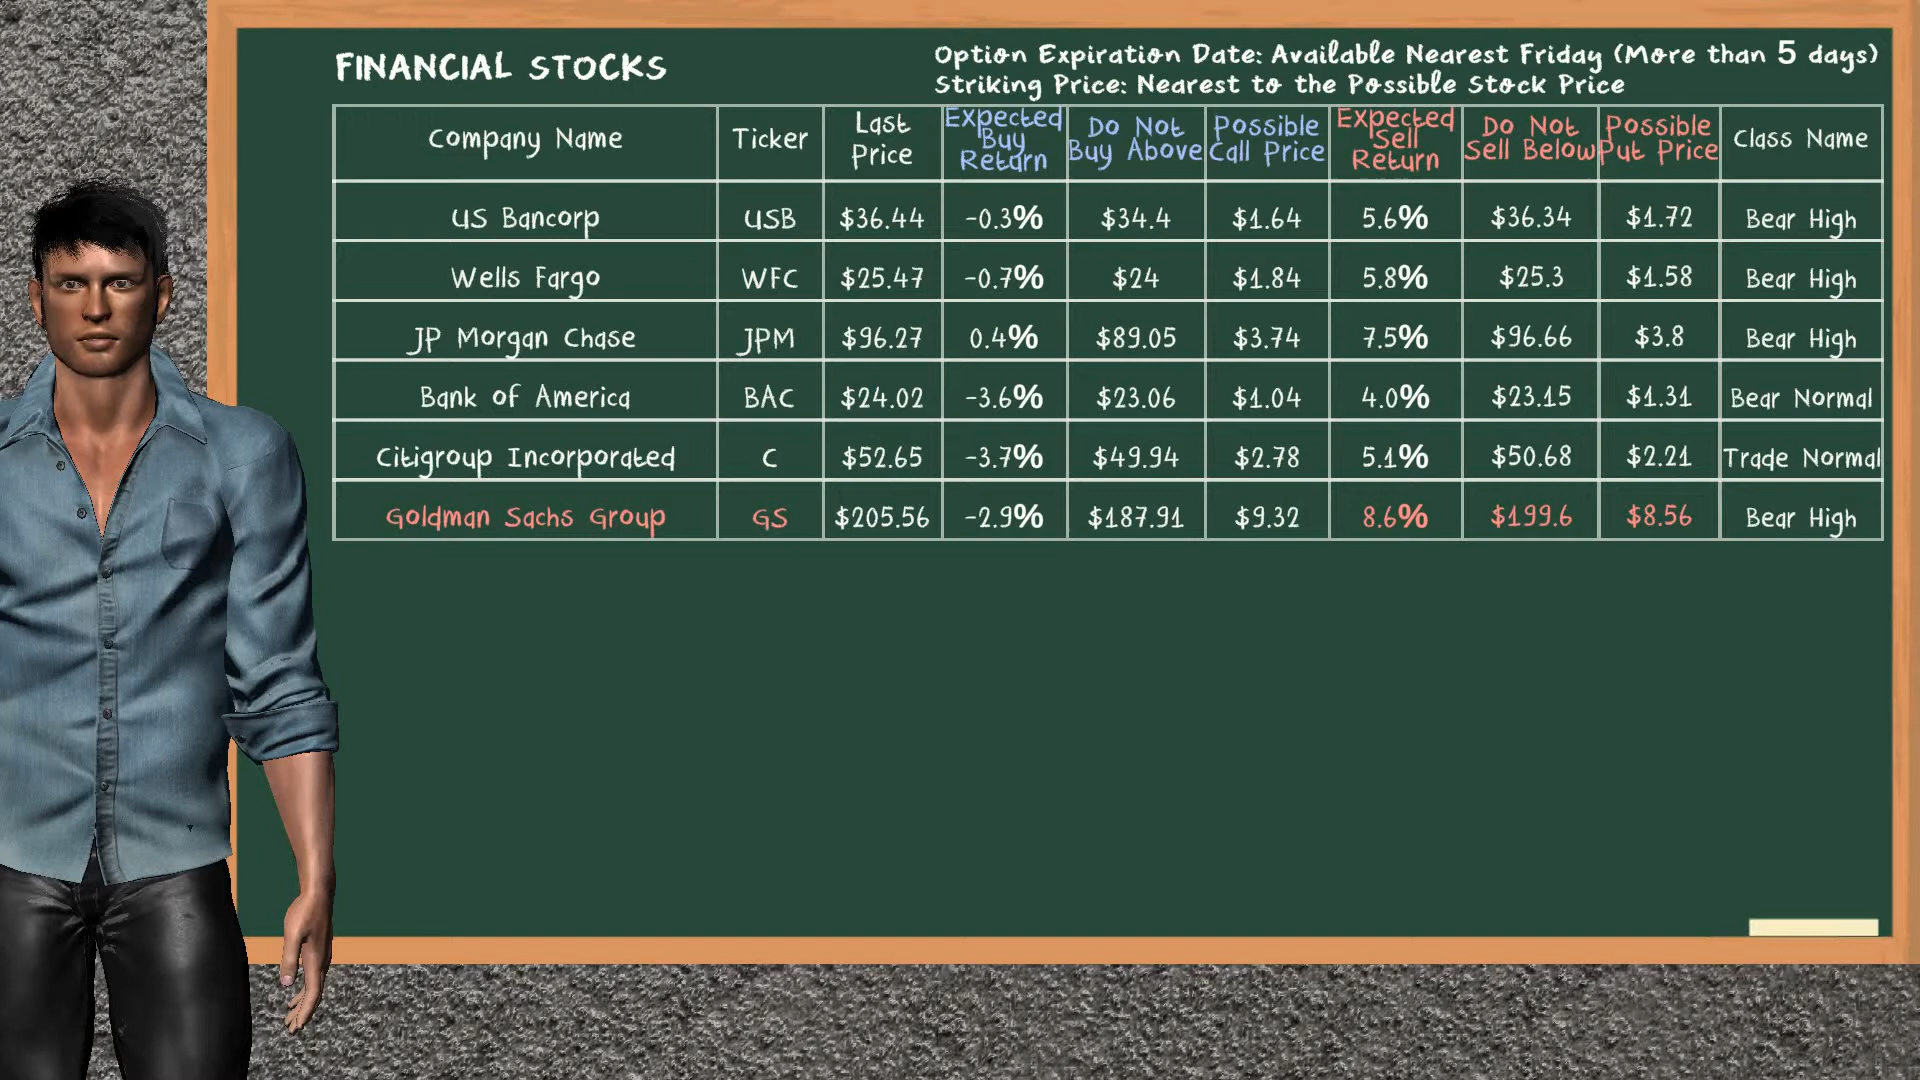 FINANCIAL STOCKS
Option Expiration Date: Available Nearest Friday (More than 5 days)
Striking Price: Nearest to the Possible Stock Price
Company Name Ticker Last Price Expected Buy Return Do Not Buy Above Possible Call Price Expected Sell Return Do Not Sell Below Possible Put Price Class Name
US Bancorp USB $36.44 -0.3% $34.4 $1.64 5.6% $36.34 $1.72 Bear High
Wells Fargo WFC $25.47 -0.7% $24 $1.84 5.8% $25.3 $1.58 Bear High
JP Morgan Chase JPM $96.27 0.4% $89.05 $3.74 7.5% $96.66 $3.8 Bear High
Bank of America BAC $24.02 -3.6% $23.06 $1.04 4.0% $23.15 $1.31 Bear Normal
Citigroup Incorporated C $52.65 -3.7% $49.94 $2.78 5.1% $50.68 $2.21 Trade Normal
Goldman Sachs Group GS $205.56 -2.9% $187.91 $9.32 8.6% $199.6 $8.56 Bear High